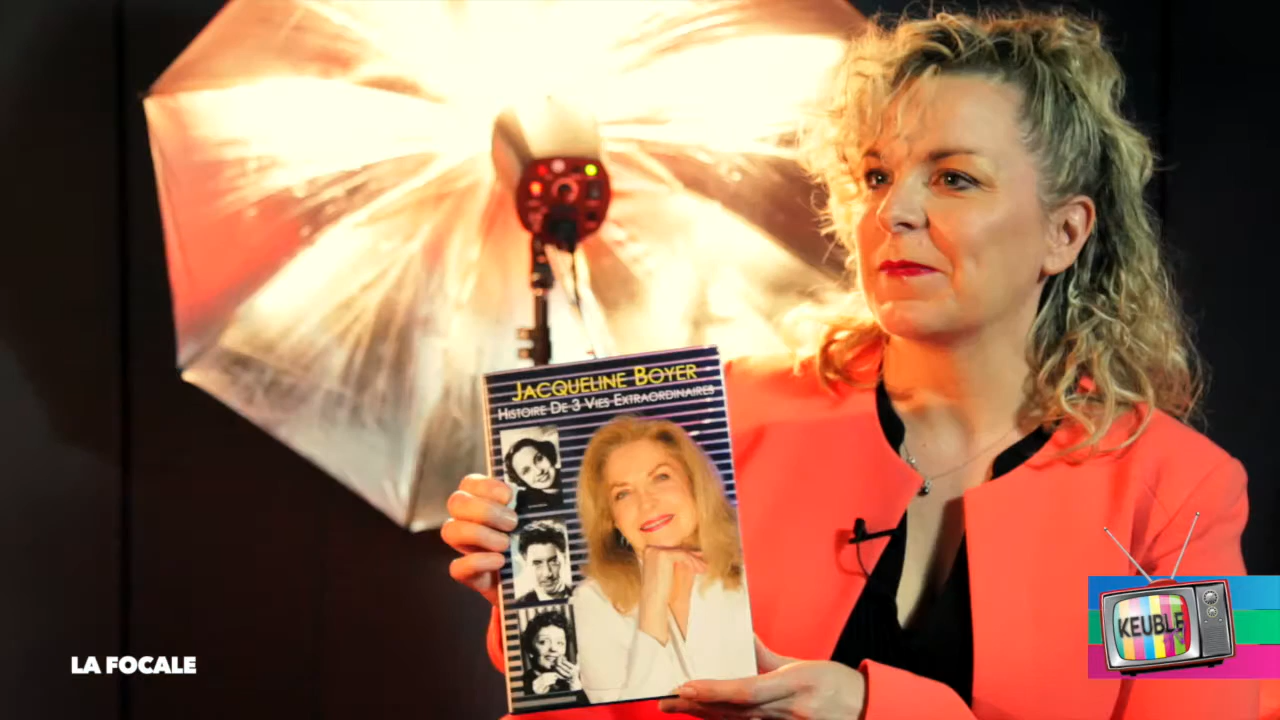 JACQUELINE BOYER
HISTOIRE DE 3 VIES EXTRAORDINAIRES
LA FOCALE
KEUBLE